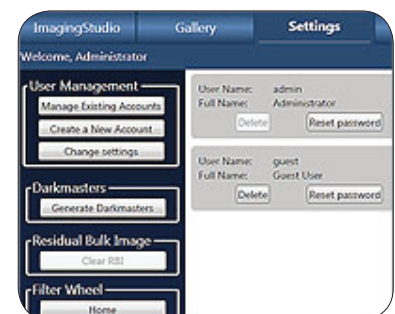 ImagingStudio Gallery Settings
Welcome, Administrator
User Management
Manage Existing Accounts
Create a New Account
Change settings
Darkmasters
Generate Darkmasters
Residual Bulk Image
Clear RBI
Filter Wheel
Home
User Name: admin
Full Name: Administrator
Delete Reset password
User Name: guest
Full Name: Guest User
Delete Reset password